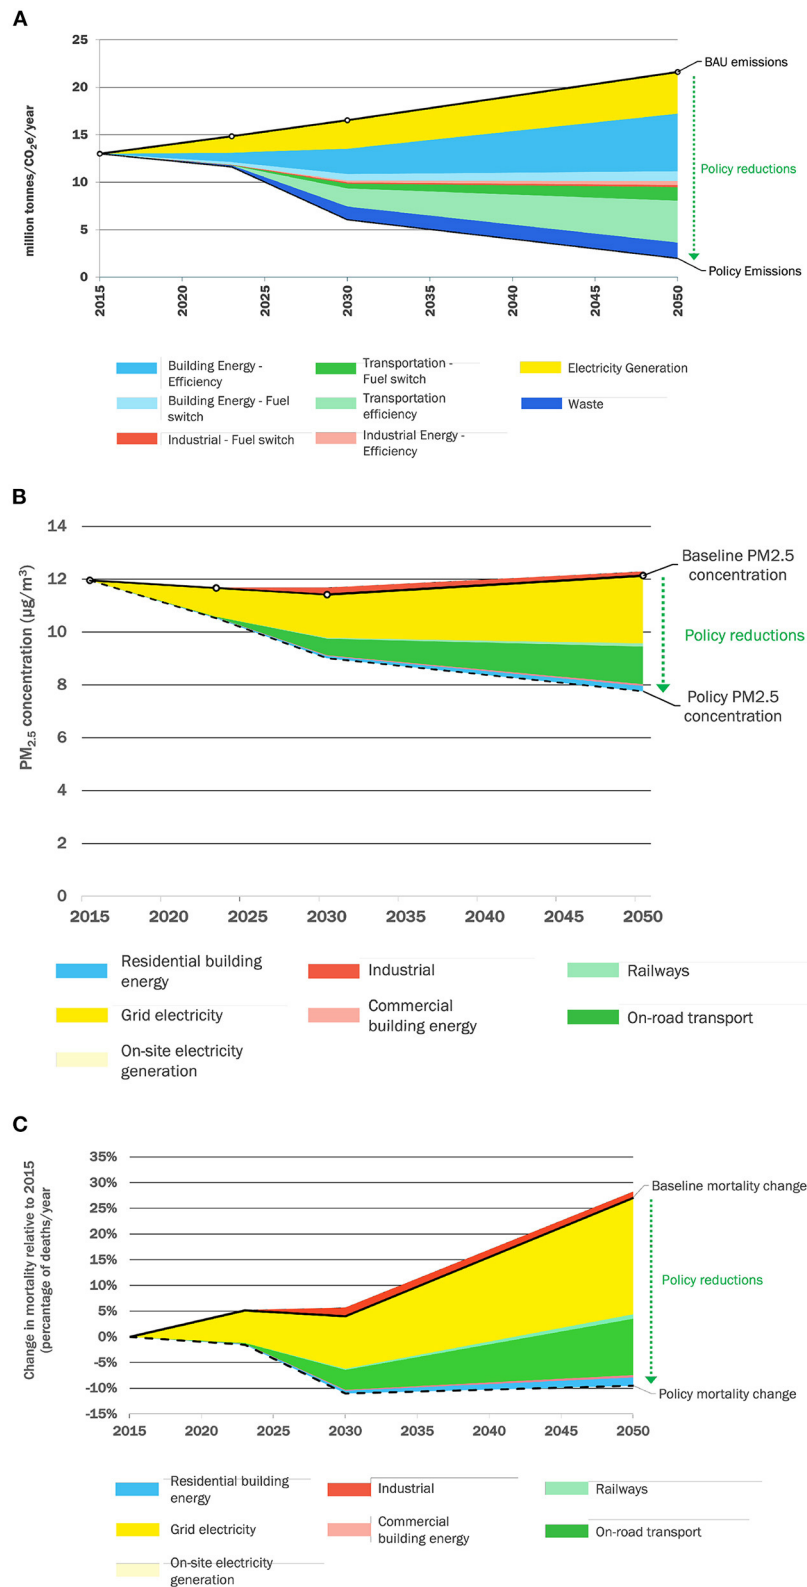 A
25
20
15
10
5
0
million tonnes/CO₂e/year
2015
2020
2025
2030
2035
2040
2045
2050
BAU emissions
Policy reductions
Policy Emissions
Building Energy -
Efficiency
Transportation -
Fuel switch
Electricity Generation
Building Energy - Fuel
switch
Transportation
efficiency
Waste
Industrial - Fuel switch
Industrial Energy -
Efficiency
B
14
12
10
8
6
4
2
0
PM₂.₅ concentration (μg/m³)
2015
2020
2025
2030
2035
2040
2045
2050
Baseline PM2.5
concentration
Policy reductions
Policy PM2.5
concentration
Residential building
energy
Industrial
Railways
Grid electricity
Commercial
building energy
On-road transport
On-site electricity
generation
C
35%
30%
25%
20%
15%
10%
5%
0%
-5%
-10%
-15%
Change in mortality relative to 2015
(percentage of deaths/year
2015
2020
2025
2030
2035
2040
2045
2050
Baseline mortality change
Policy reductions
Policy mortality change
Residential building
energy
Industrial
Railways
Grid electricity
Commercial
building energy
On-road transport
On-site electricity
generation